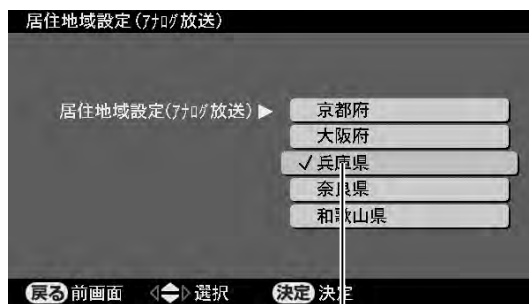 居住地域設定(ｱﾅﾛｸﾞ放送)
居住地域設定(ｱﾅﾛｸﾞ放送)▶
京都府
大阪府
✓兵庫県
奈良県
和歌山県
戻る 前画面 選択 決定 決定